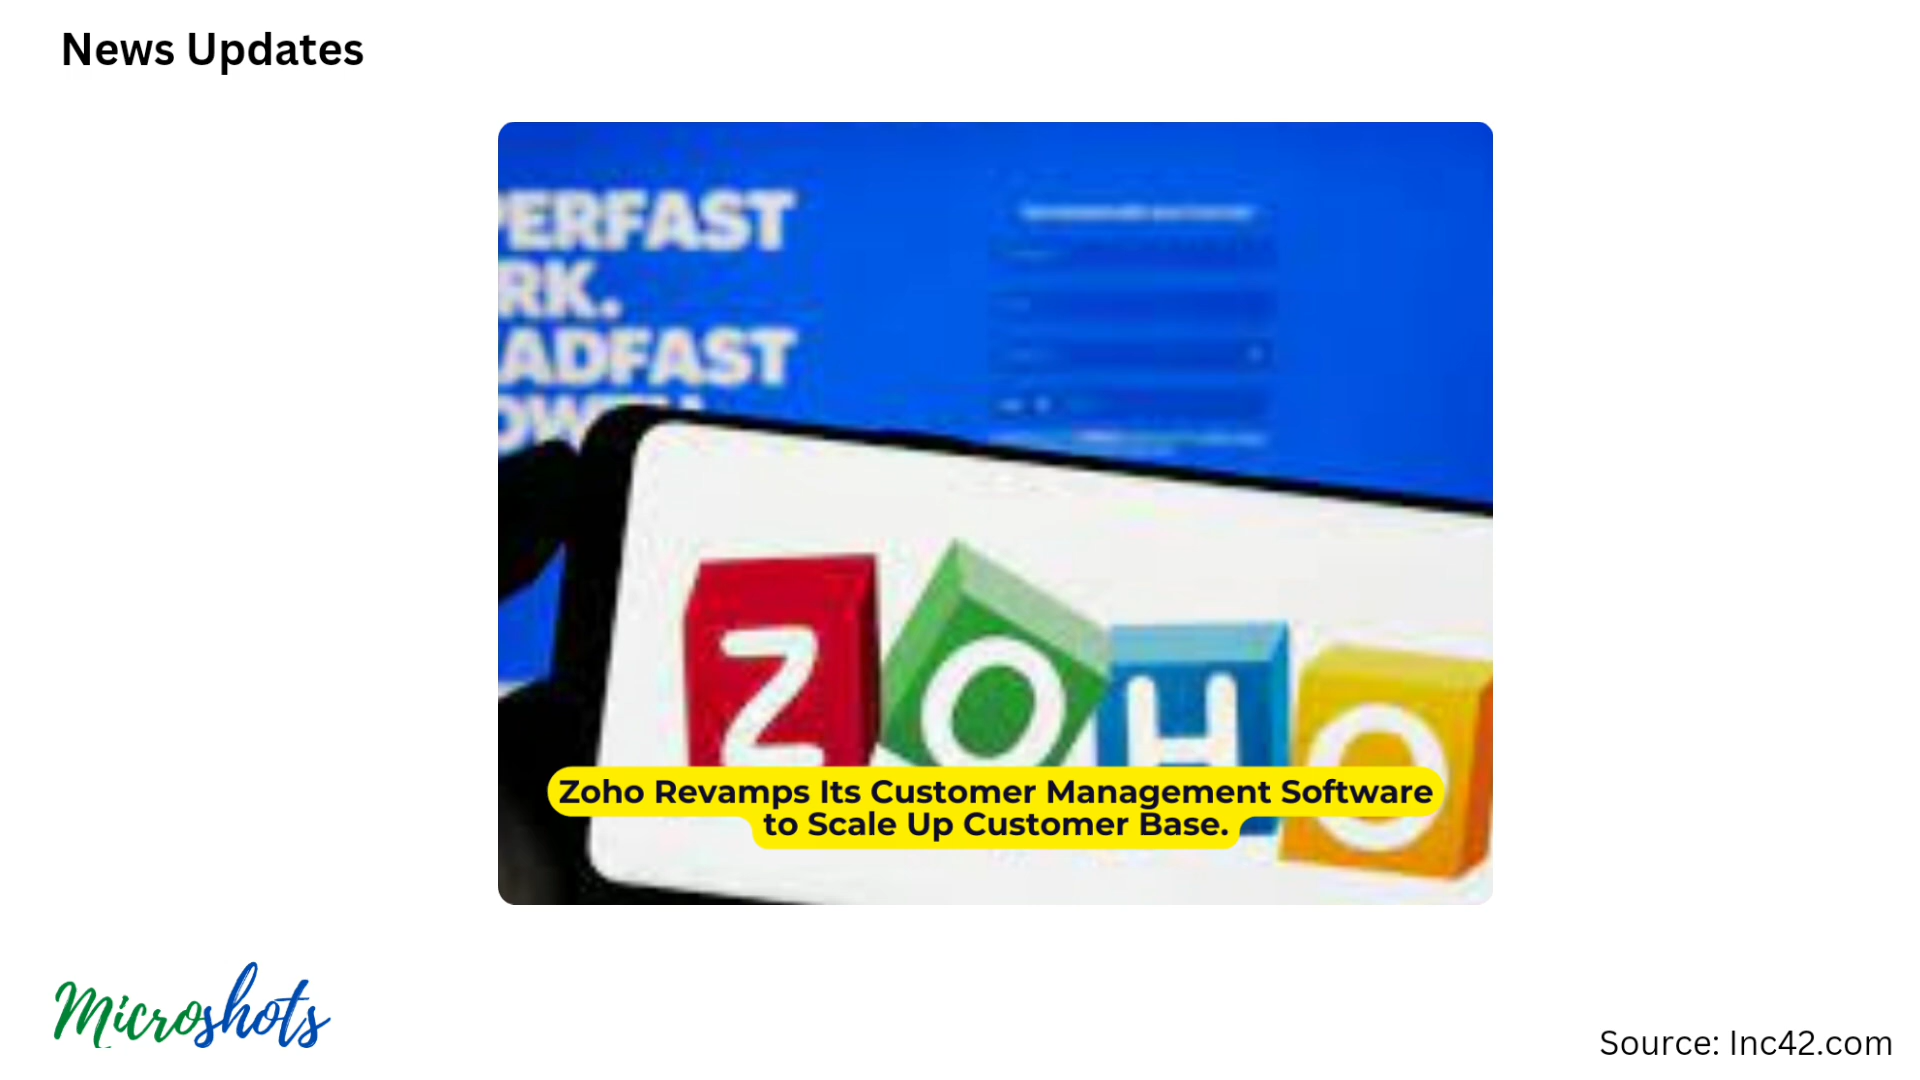 News Updates
PERFAST
RK.
ADFAST
ZOHO
Zoho Revamps Its Customer Management Software
to Scale Up Customer Base.
Microshots
Source: Inc42.com